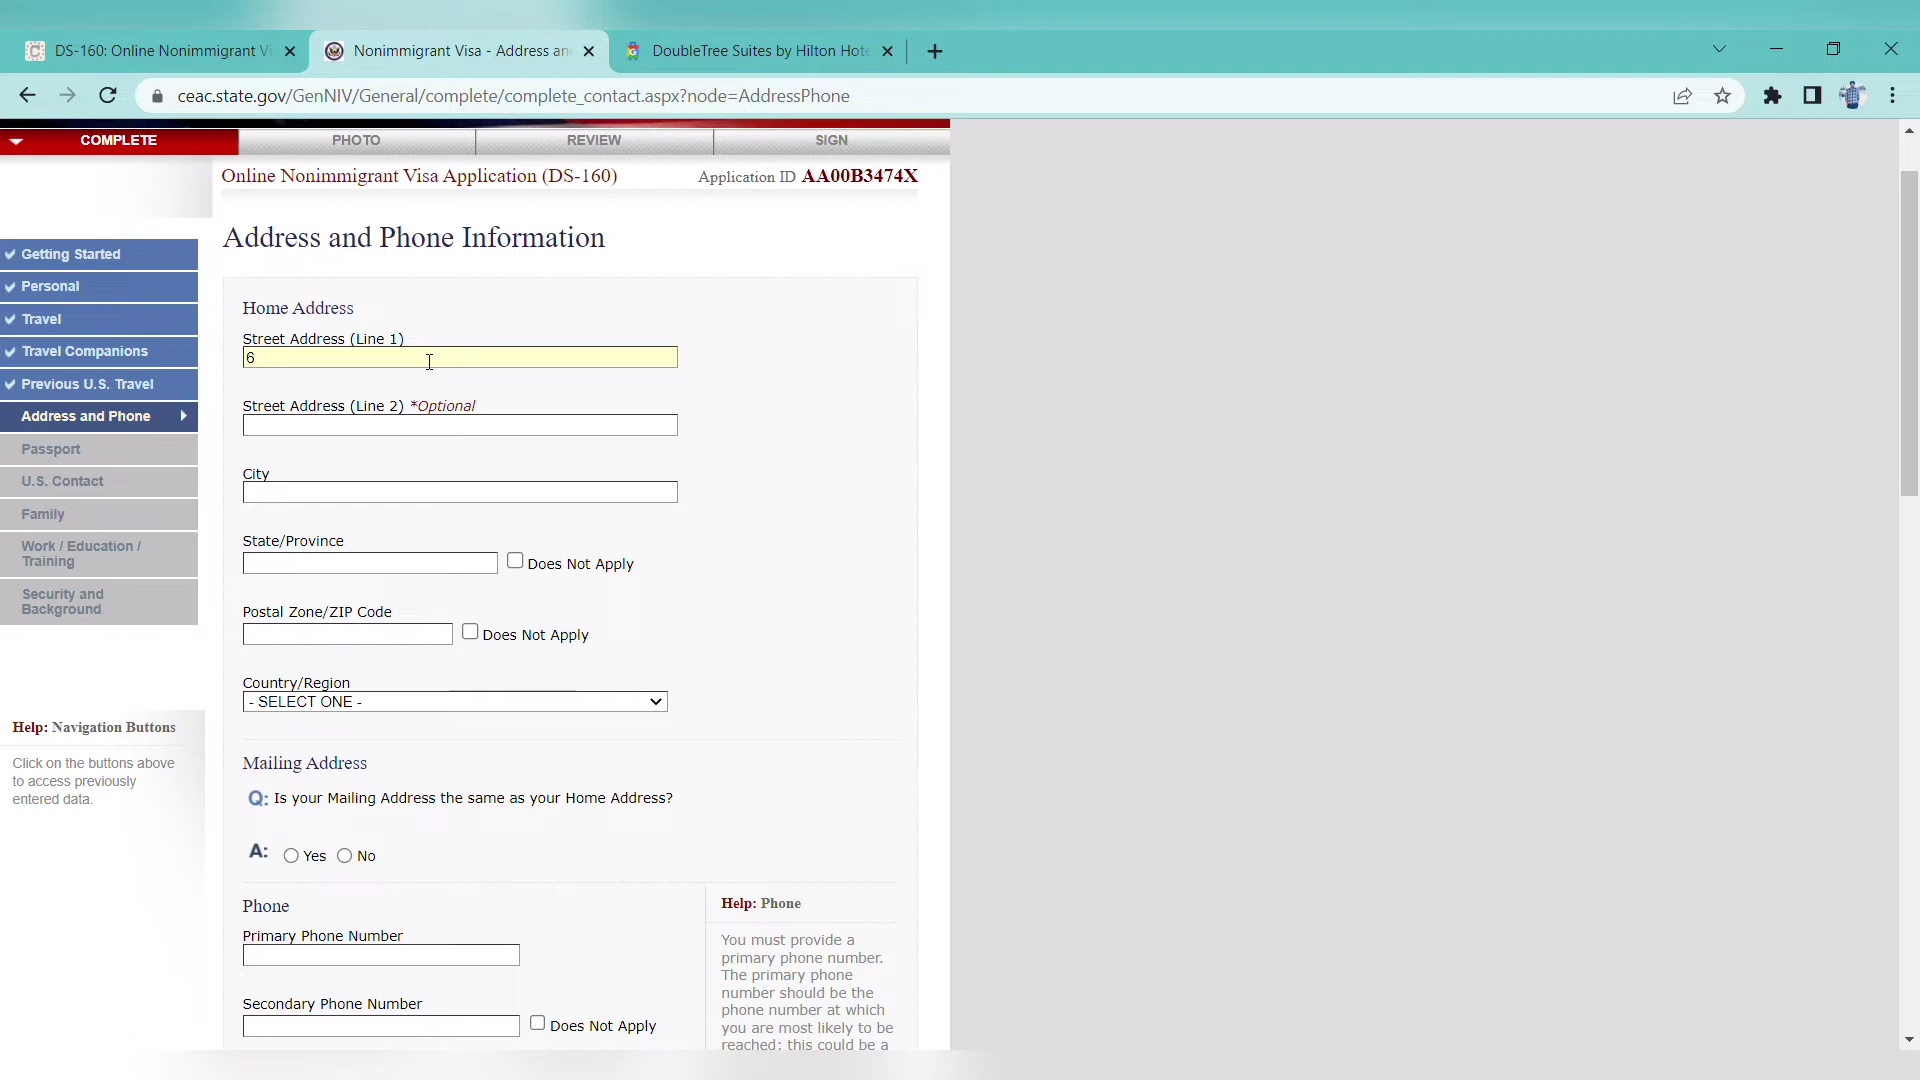 DS-160: Online Nonimmigrant Vi
Nonimmigrant Visa - Address an
DoubleTree Suites by Hilton Hote
ceac.state.gov/GenNIV/General/complete/complete_contact.aspx?node=AddressPhone
COMPLETE
PHOTO
REVIEW
SIGN
Online Nonimmigrant Visa Application (DS-160)
Application ID AA00B3474X
Address and Phone Information
Getting Started
Personal
Travel
Travel Companions
Previous U.S. Travel
Address and Phone
Passport
U.S. Contact
Family
Work / Education /
Training
Security and
Background
Help: Navigation Buttons
Click on the buttons above
to access previously
entered data.
Home Address
Street Address (Line 1)
6
Street Address (Line 2) *Optional
City
State/Province
Does Not Apply
Postal Zone/ZIP Code
Does Not Apply
Country/Region
- SELECT ONE -
Mailing Address
Q: Is your Mailing Address the same as your Home Address?
A: Yes No
Phone
Primary Phone Number
Secondary Phone Number
Does Not Apply
Help: Phone
You must provide a
primary phone number.
The primary phone
number should be the
phone number at which
you are most likely to be
reached; this could be a